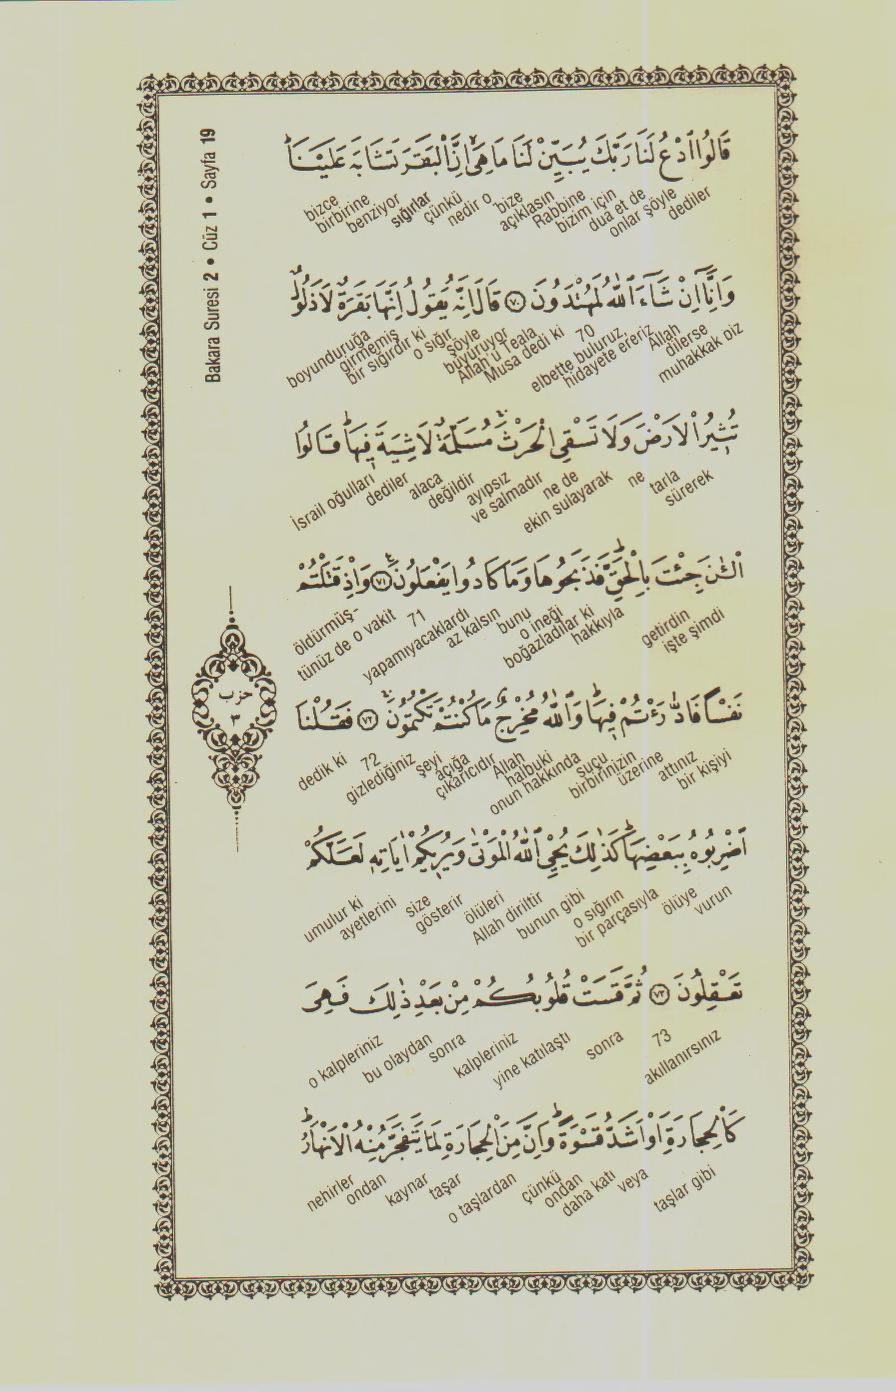 Bakara Suresi 2 • Cüz 1 • Sayfa 19
قَالُوا ادْعُ لَنَا رَبَّكَ يُبَيِّنْ لَنَا مَا هِيَۙ اِنَّ الْبَقَرَ تَشَابَهَ عَلَيْنَاۜ
dediler onlar şöyle dua et de bizim için Rabbine açıklasın bize nedir o çünkü sığırlar benziyor birbirine bizce
وَاِنَّٓا اِنْ شَٓاءَ اللّٰهُ لَمُهْتَدُونَ ﴿٧٠﴾ قَالَ اِنَّهُ يَقُولُ اِنَّهَا بَقَرَةٌ لَا ذَلُولٌ
muhakkak biz dilerse Allah hidayete ereriz elbette buluruz 70 Musa dedi ki Allah'u Teala buyuruyor şöyle o sığır bir sığırdır ki girmemiş boyunduruğa
تُثِيرُ الْاَرْضَ وَلَا تَسْقِي الْحَرْثَۚ مُسَلَّمَةٌ لَا شِيَةَ فِيهَاۜ قَالُوا
sürerek tarla ne ekin sulayarak ne de ve salmadır ayıpsız değildir alaca dediler İsrail oğulları
الْـٰٔنَ جِئْتَ بِالْحَقِّۜ فَذَبَحُوهَا وَمَا كَادُوا يَفْعَلُونَ۟ ﴿٧١﴾ وَاِذْ قَتَلْتُمْ
işte şimdi getirdin hakkıyla boğazladılar ki o ineği bunu az kalsın yapamıyacaklardı 71 tünüz de o vakit öldürmüş-
حزب
٣
نَفْسًا فَادّٰرَءْتُمْ فِيهَاۜ وَاللّٰهُ مُخْرِجٌ مَا كُنْتُمْ تَكْتُمُونَۚ ﴿٧٢﴾ فَقُلْنَا
bir kişiyi attınız üzerine birbirinizin suçu onun hakkında halbuki Allah çıkarıcıdır açığa şeyi gizlediğiniz 72 dedik ki
اضْرِبُوهُ بِبَعْضِهَاۜ كَذٰلِكَ يُحْيِي اللّٰهُ الْمَوْتٰى وَيُرِيكُمْ اٰيَاتِهِ لَعَلَّكُمْ
vurun ölüye bir parçasıyla o sığırın bunun gibi Allah diriltir ölüleri gösterir size ayetlerini umulur ki
تَعْقِلُونَ ﴿٧٣﴾ ثُمَّ قَسَتْ قُلُوبُكُمْ مِنْ بَعْدِ ذٰلِكَ فَهِيَ
akıllanırsınız 73 sonra yine katılaştı kalpleriniz sonra bu olaydan o kalpleriniz
كَالْحِجَارَةِ اَوْ اَشَدُّ قَسْوَةًۜ وَاِنَّ مِنَ الْحِجَارَةِ لَمَا يَتَفَجَّرُ مِنْهُ الْاَنْهَارُۜ
taşlar gibi veya daha katı ondan çünkü o taşlardan taşar kaynar ondan nehirler